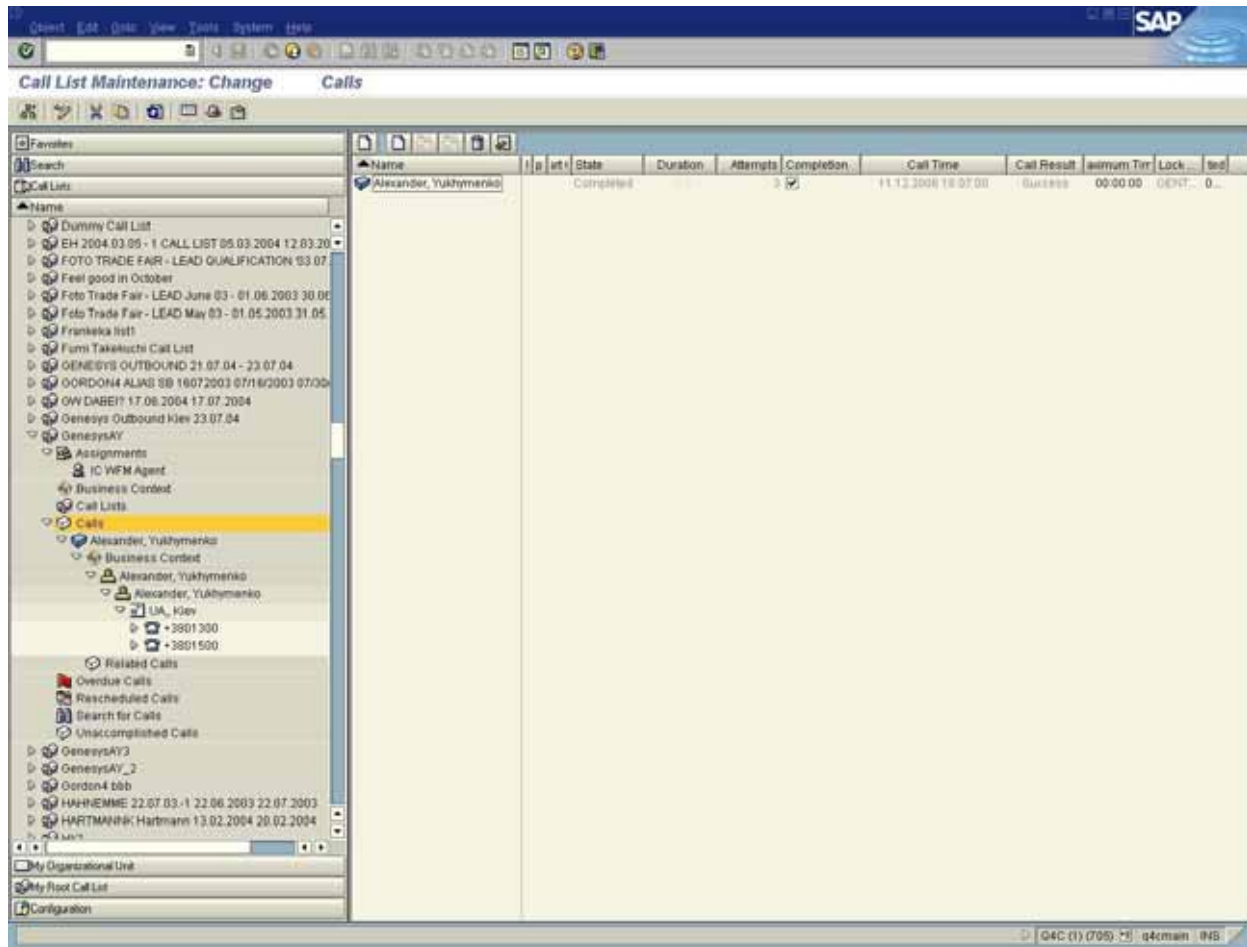 Object Edit Goto View Tools System Help
SAP
Call List Maintenance: Change Calls
Favorites
Search
Call Lists
Name
Dummy Call List
EH 2004.03.05 - 1 CALL LIST 05.03.2004 12.03.20
FOTO TRADE FAIR - LEAD QUALIFICATION '03 07.
Feel good in October
Foto Trade Fair - LEAD June 03 - 01.06.2003 30.06
Foto Trade Fair - LEAD May 03 - 01.05.2003 31.05.
Frankeka list1
Fumi Takekuchi Call List
GENESYS OUTBOUND 21.07.04 - 23.07.04
GORDON4 ALIAS SB 16072003 07/16/2003 07/30/
GW DABEI? 17.06.2004 17.07.2004
Genesys Outbound Kiev 23.07.04
GenesysAY
Assignments
IC WFM Agent
Business Context
Call Lists
Calls
Alexander, Yukhymenko
Business Context
Alexander, Yukhymenko
Alexander, Yukhymenko
UA, Kiev
+3801300
+3801500
Related Calls
Overdue Calls
Rescheduled Calls
Search for Calls
Unaccomplished Calls
GenesysAY3
GenesysAY_2
Gordon4 bbb
HAHNEMME 22.07.03.-1 22.06.2003 22.07.2003
HARTMANNK Hartmann 13.02.2004 20.02.2004
My Organizational Unit
My Root Call List
Configuration
Name State Duration Attempts Completion Call Time Call Result aximum Tim Lock... ted
Alexander, Yukhymenko Completed 3 Success 00:00:00 GENT... 0...
Q4C (1) (705) q4cmain INS